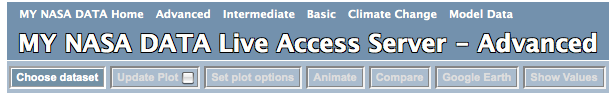 MY NASA DATA Home Advanced Intermediate Basic Climate Change Model Data
MY NASA DATA Live Access Server - Advanced
Choose dataset Update Plot Set plot options Animate Compare Google Earth Show Values